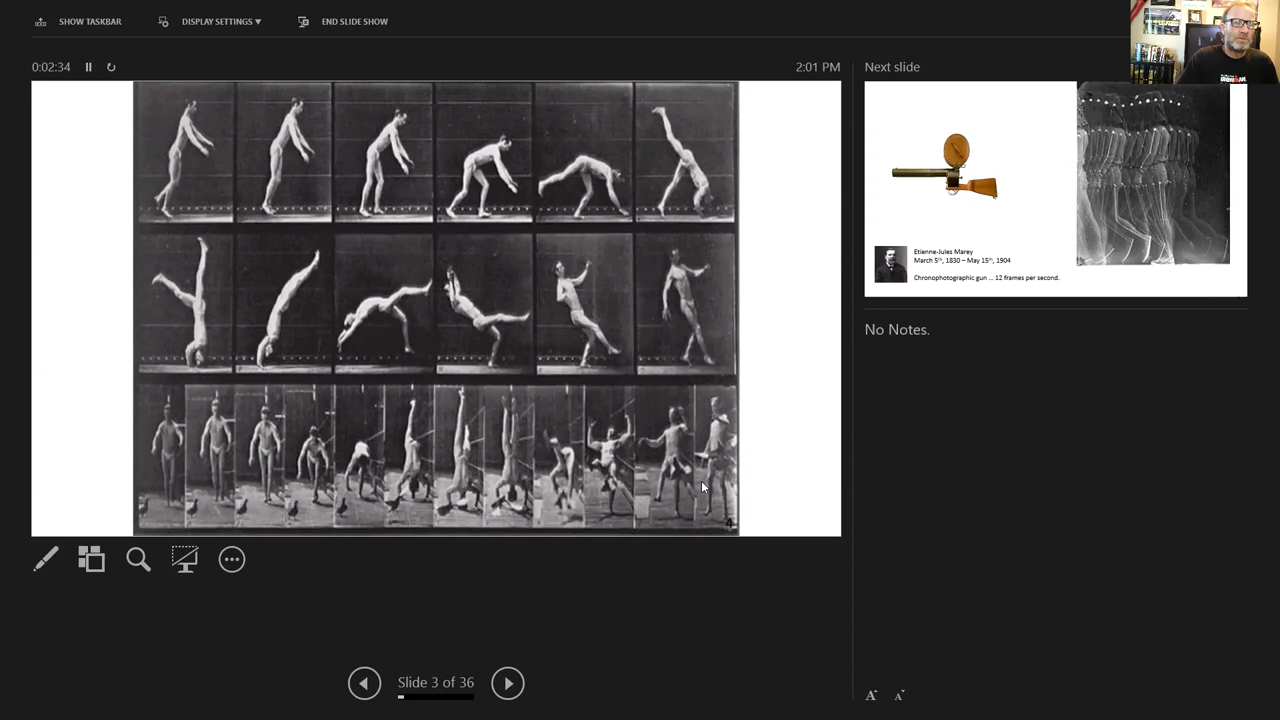 SHOW TASKBAR
DISPLAY SETTINGS ▼
END SLIDE SHOW
0:02:34
2:01 PM
Next slide
4
Etienne-Jules Marey
March 5th, 1830 – May 15th, 1904
Chronophotographic gun ... 12 frames per second.
No Notes.
Slide 3 of 36
A
A